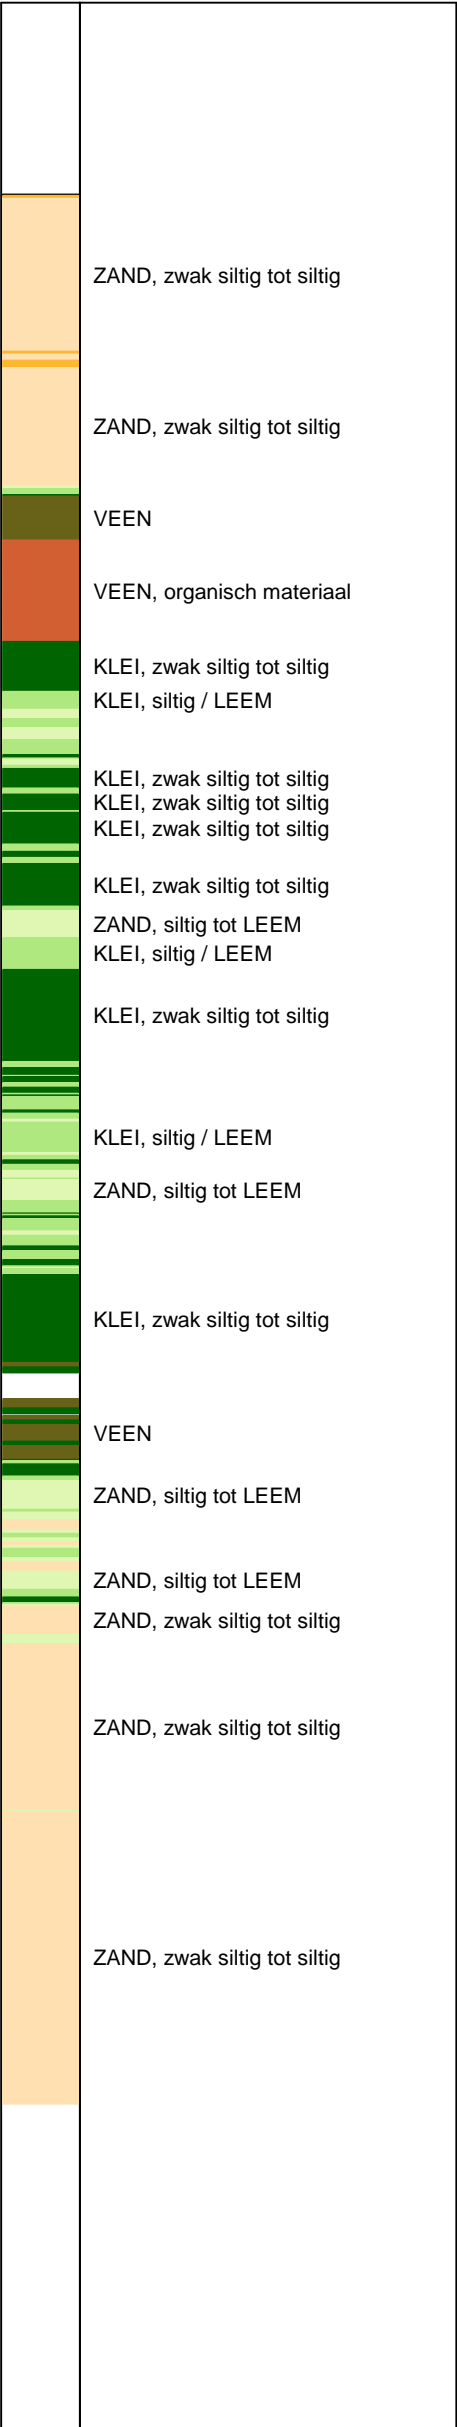 ZAND, zwak siltig tot siltig
ZAND, zwak siltig tot siltig
VEEN
VEEN, organisch materiaal
KLEI, zwak siltig tot siltig
KLEI, siltig / LEEM
KLEI, zwak siltig tot siltig
KLEI, zwak siltig tot siltig
KLEI, zwak siltig tot siltig
KLEI, zwak siltig tot siltig
ZAND, siltig tot LEEM
KLEI, siltig / LEEM
KLEI, zwak siltig tot siltig
KLEI, siltig / LEEM
ZAND, siltig tot LEEM
KLEI, zwak siltig tot siltig
VEEN
ZAND, siltig tot LEEM
ZAND, siltig tot LEEM
ZAND, zwak siltig tot siltig
ZAND, zwak siltig tot siltig
ZAND, zwak siltig tot siltig